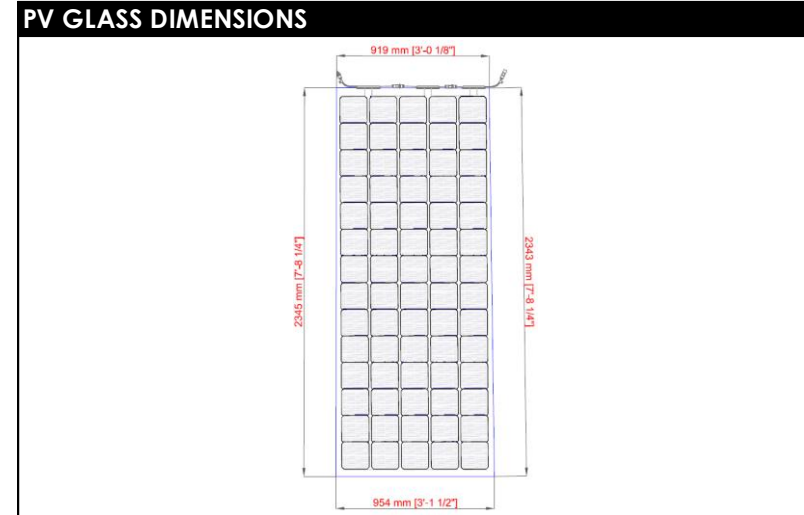 PV GLASS DIMENSIONS
919 mm [3'-0 1/8"]
2345 mm [7'-8 1/4"]
2343 mm [7'-8 1/4"]
954 mm [3'-1 1/2"]